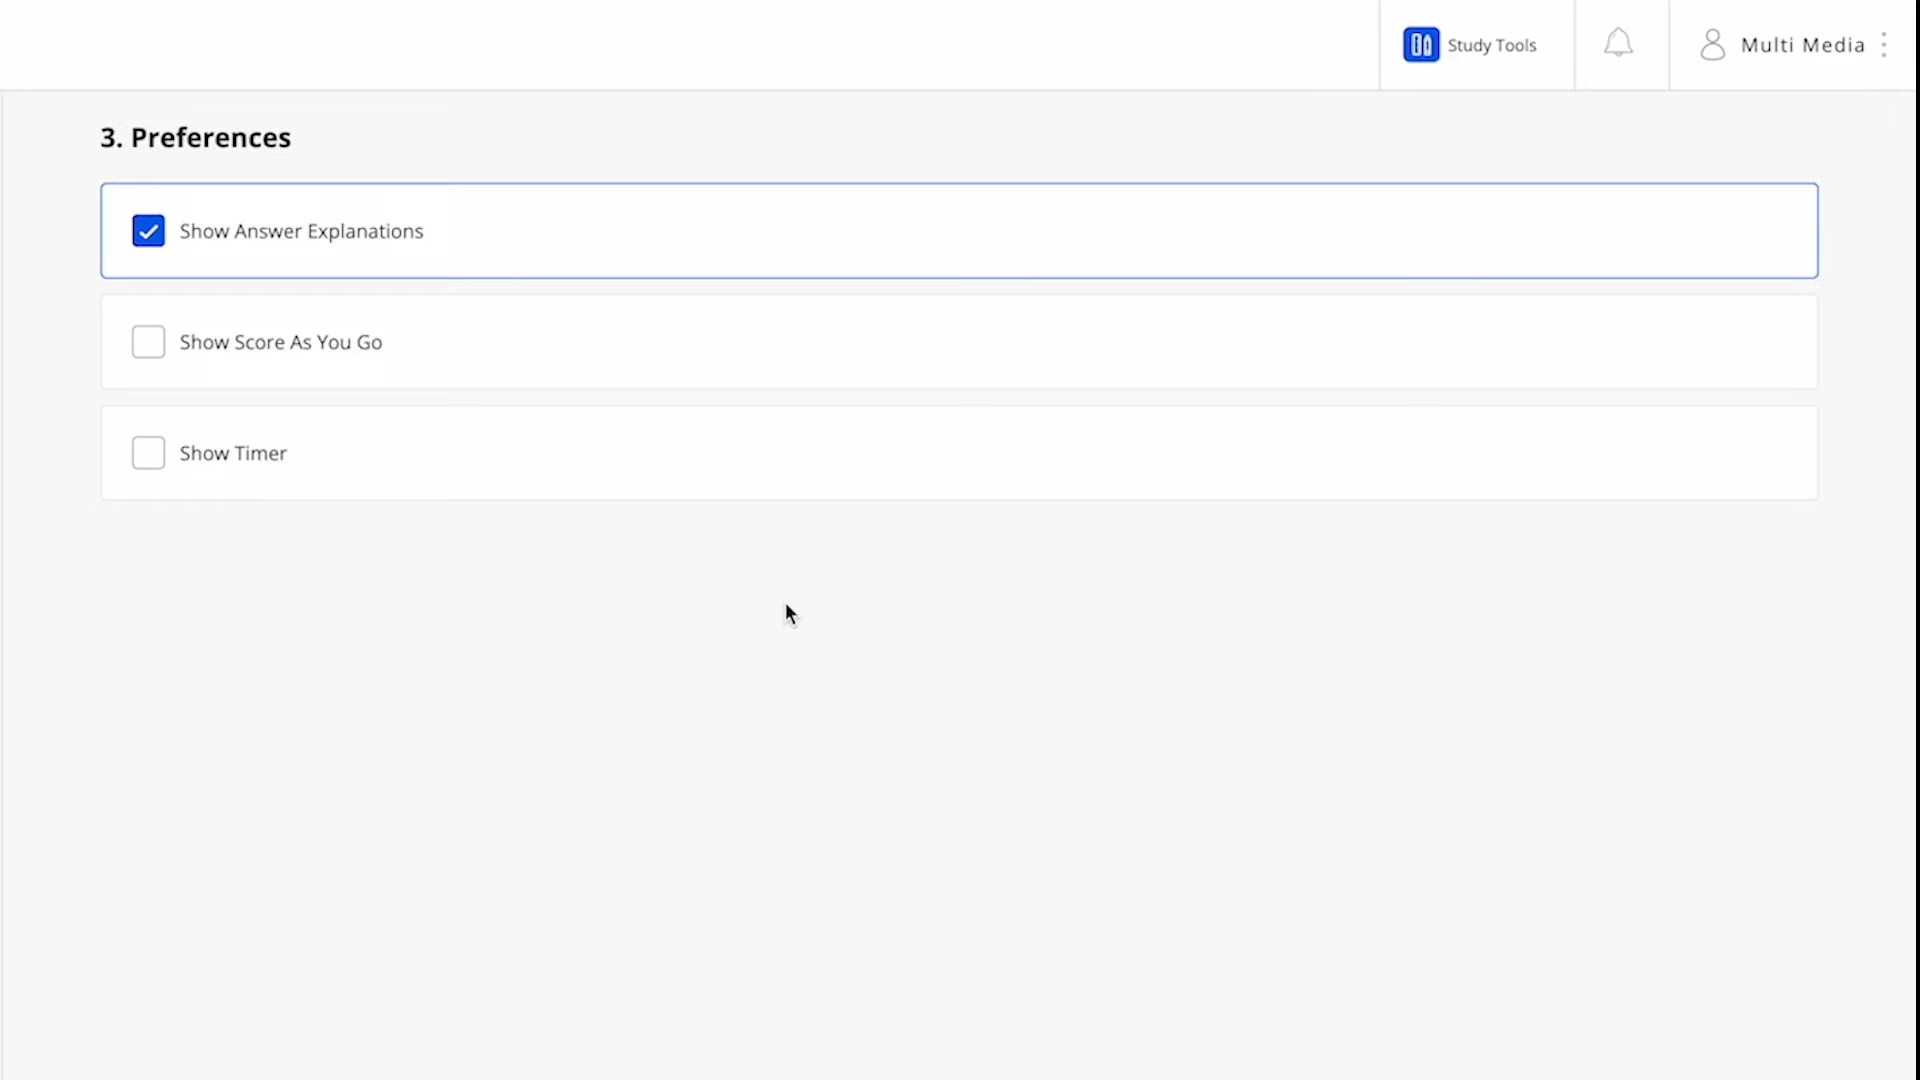 Study Tools
Multi Media
3. Preferences
Show Answer Explanations
Show Score As You Go
Show Timer